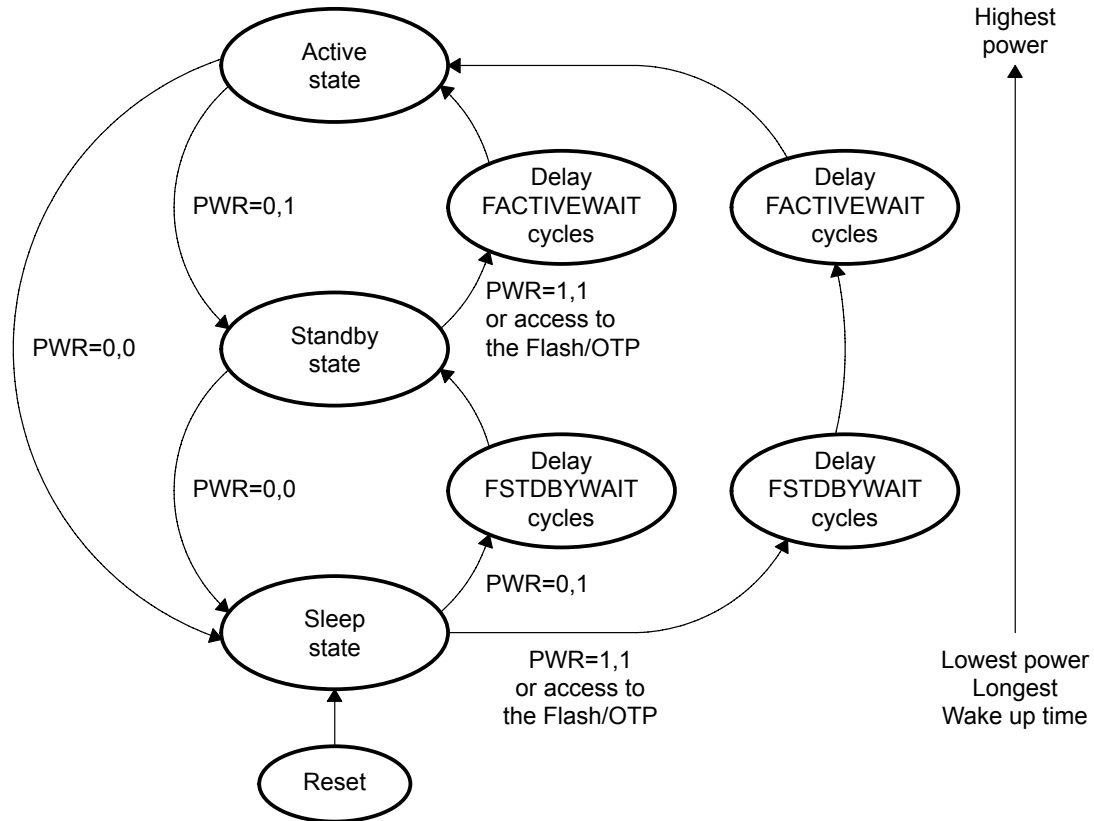 Highest
power
Active
state
Delay
FACTIVEWAIT
cycles
Delay
FACTIVEWAIT
cycles
PWR=0,1
PWR=1,1
or access to
the Flash/OTP
Standby
state
PWR=0,0
Delay
FSTDBYWAIT
cycles
Delay
FSTDBYWAIT
cycles
PWR=0,0
PWR=0,1
Sleep
state
PWR=1,1
or access to
the Flash/OTP
Lowest power
Longest
Wake up time
Reset